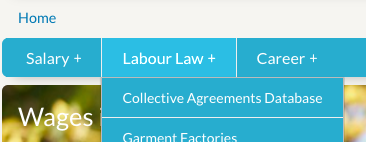 Home
Salary + Labour Law + Career +
Collective Agreements Database
Wages
Garment Factories